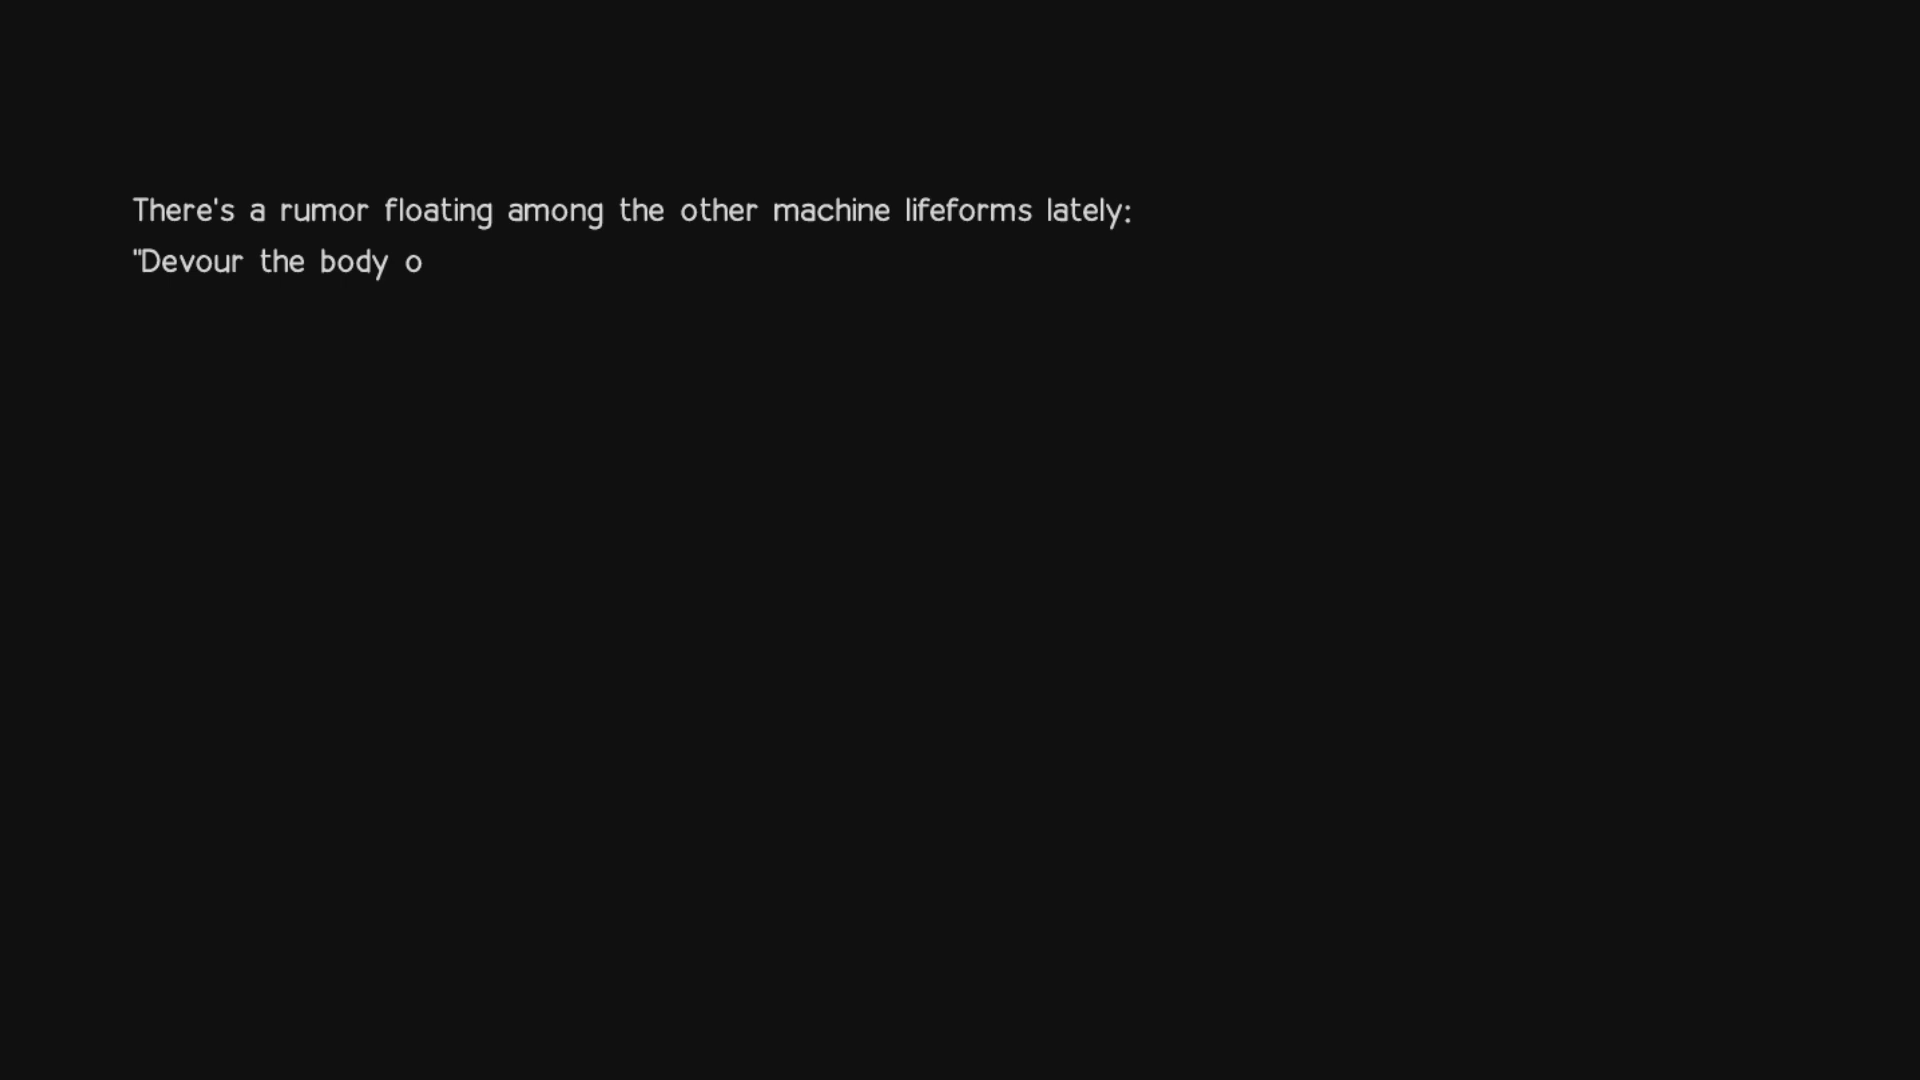 There's a rumor floating among the other machine lifeforms lately:
"Devour the body o